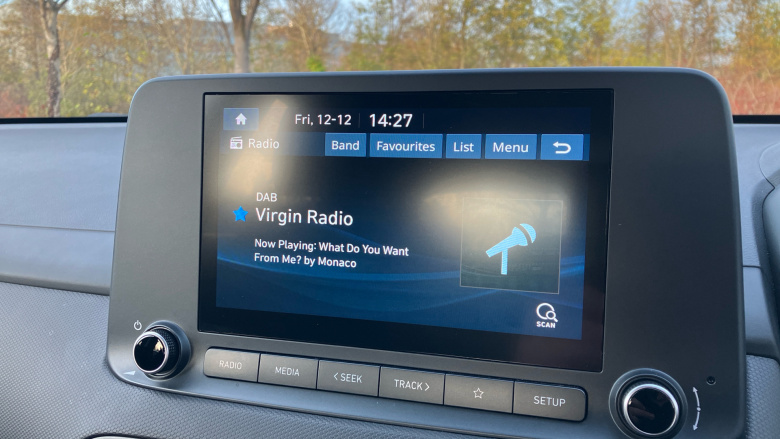 Fri, 12-12 14:27
Radio Band Favourites List Menu
DAB
Virgin Radio
Now Playing: What Do You Want
From Me? by Monaco
SCAN
RADIO MEDIA < SEEK TRACK > SETUP